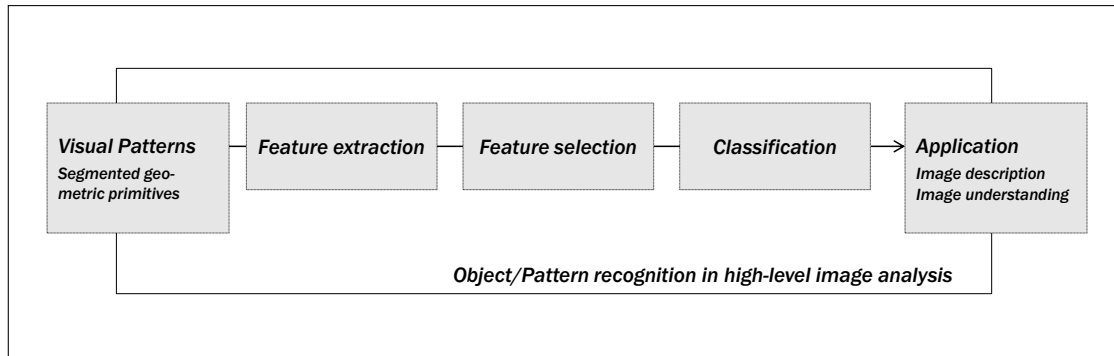 Visual Patterns
Segmented geo-
metric primitives
Feature extraction
Feature selection
Classification
Application
Image description
Image understanding
Object/Pattern recognition in high-level image analysis